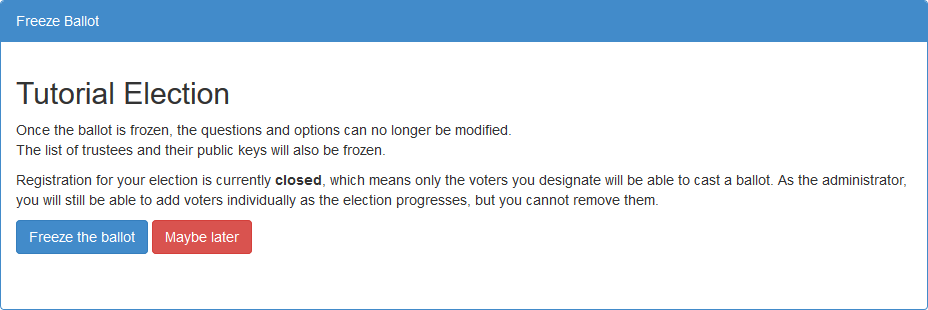 Freeze Ballot
Tutorial Election
Once the ballot is frozen, the questions and options can no longer be modified.
The list of trustees and their public keys will also be frozen.
Registration for your election is currently closed, which means only the voters you designate will be able to cast a ballot. As the administrator,
you will still be able to add voters individually as the election progresses, but you cannot remove them.
Freeze the ballot Maybe later